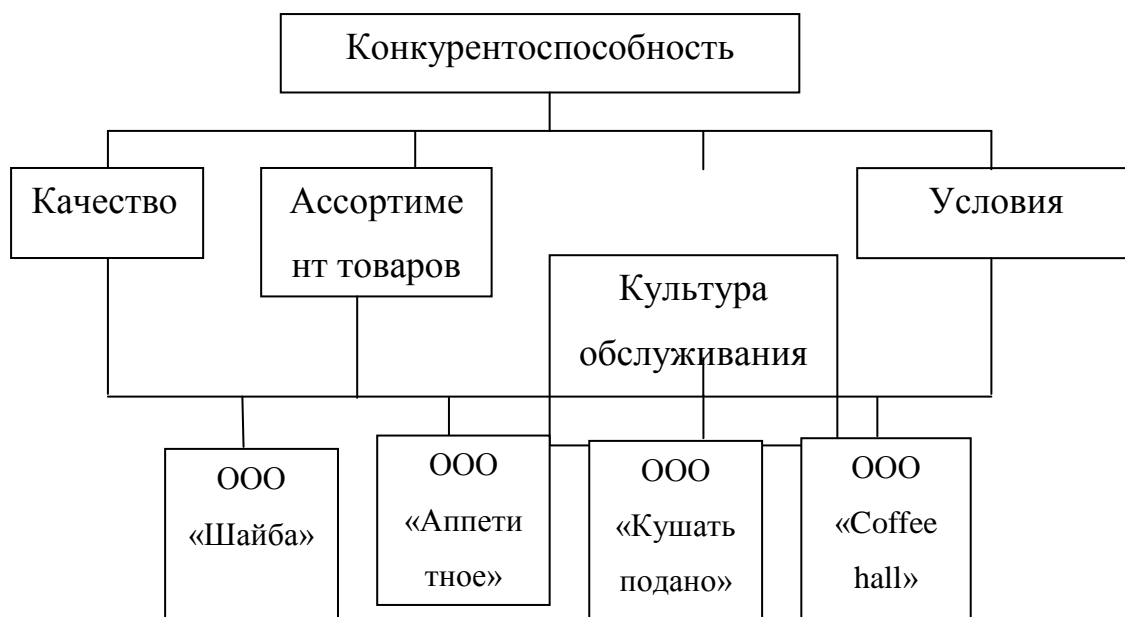 Конкурентоспособность
Качество
Ассортиме
нт товаров
Условия
Культура
обслуживания
ООО
«Шайба»
ООО
«Аппети
тное»
ООО
«Кушать
подано»
ООО
«Coffee
hall»